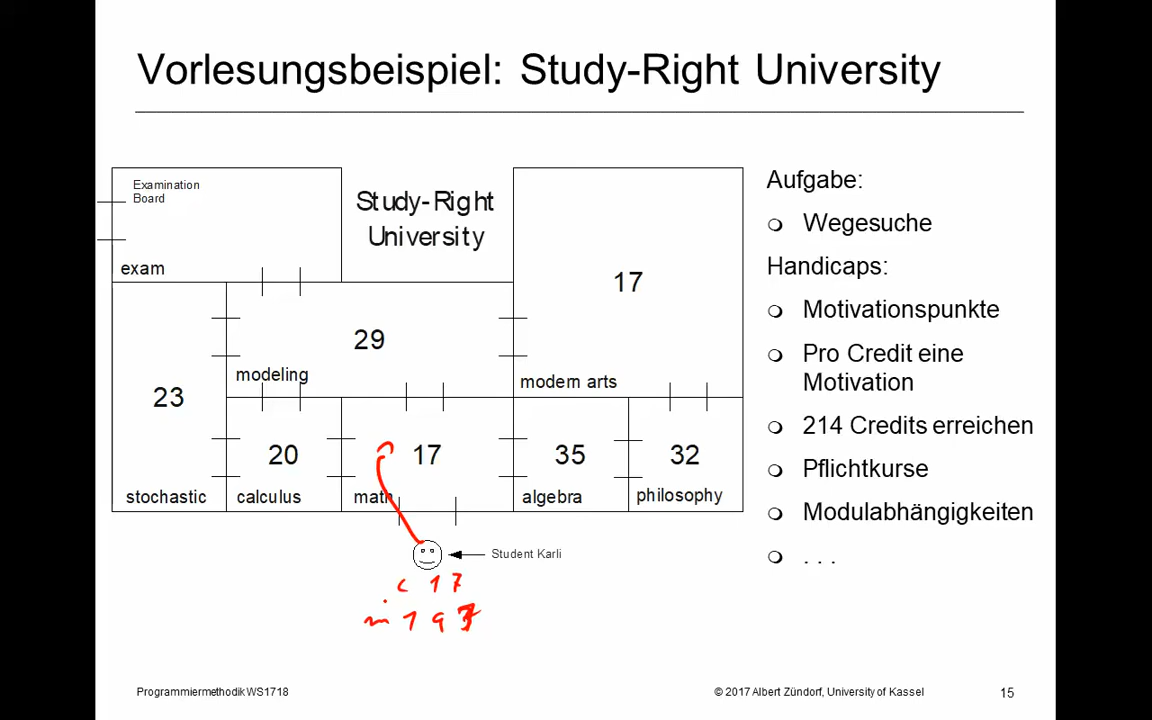 Vorlesungsbeispiel: Study-Right University
Examination
Board
exam
Study-Right
University
17
29
modeling
modern arts
23
20
17
35
32
stochastic
calculus
math
algebra
philosophy
Student Karli
c 17
m 197
Aufgabe:
Wegesuche
Handicaps:
Motivationspunkte
Pro Credit eine
Motivation
214 Credits erreichen
Pflichtkurse
Modulabhängigkeiten
. . .
Programmiermethodik WS1718
© 2017 Albert Zündorf, University of Kassel
15